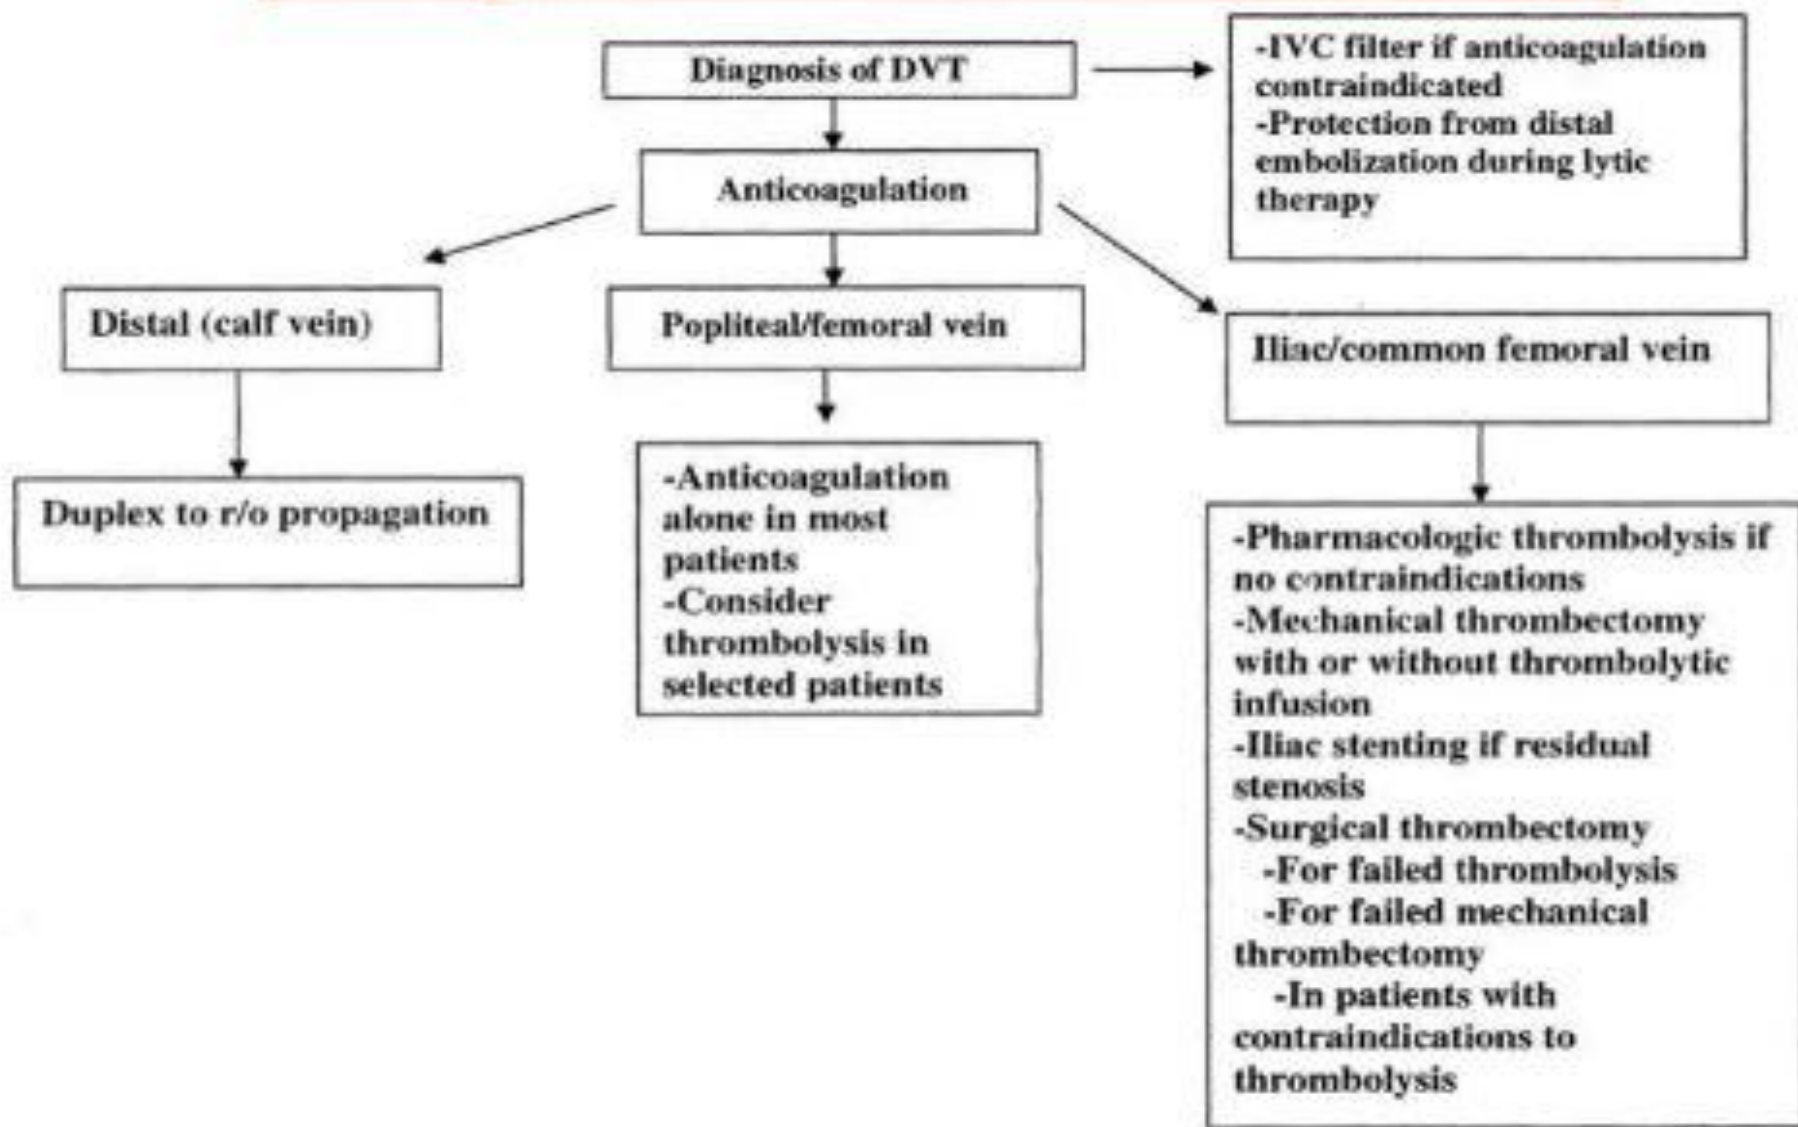 Diagnosis of DVT
-IVC filter if anticoagulation
contraindicated
-Protection from distal
embolization during lytic
therapy
Anticoagulation
Distal (calf vein)
Popliteal/femoral vein
Iliac/common femoral vein
Duplex to r/o propagation
-Anticoagulation
alone in most
patients
-Consider
thrombolysis in
selected patients
-Pharmacologic thrombolysis if
no contraindications
-Mechanical thrombectomy
with or without thrombolytic
infusion
-Iliac stenting if residual
stenosis
-Surgical thrombectomy
-For failed thrombolysis
-For failed mechanical
thrombectomy
-In patients with
contraindications to
thrombolysis